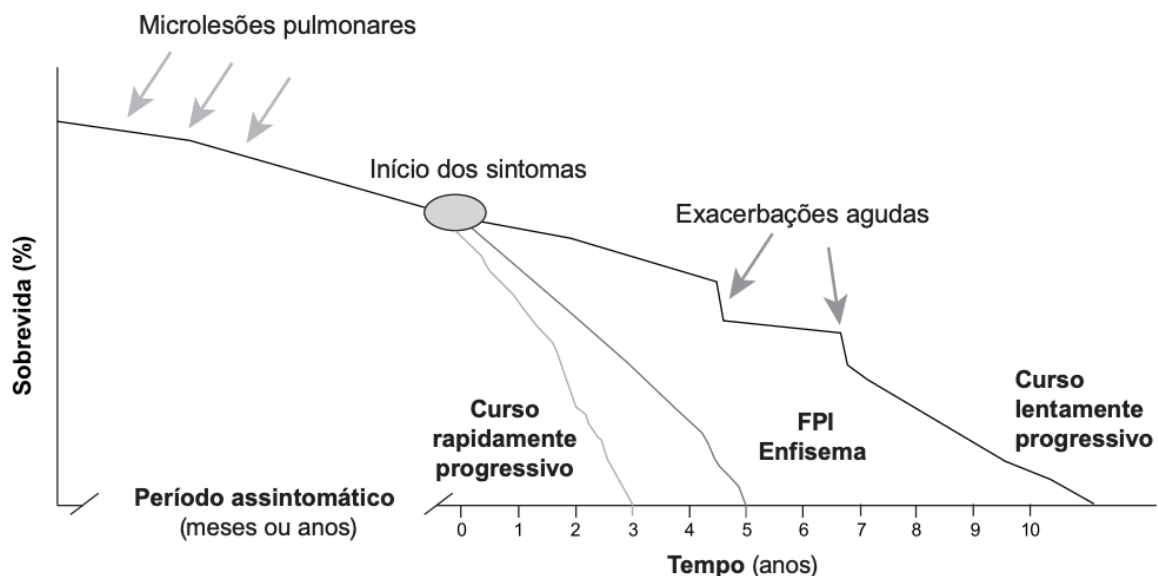 Microlesões pulmonares
Início dos sintomas
Exacerbações agudas
Sobrevida (%)
Curso
rapidamente
progressivo
FPI
Enfisema
Curso
lentamente
progressivo
Período assintomático
(meses ou anos)
0 1 2 3 4 5 6 7 8 9 10
Tempo (anos)